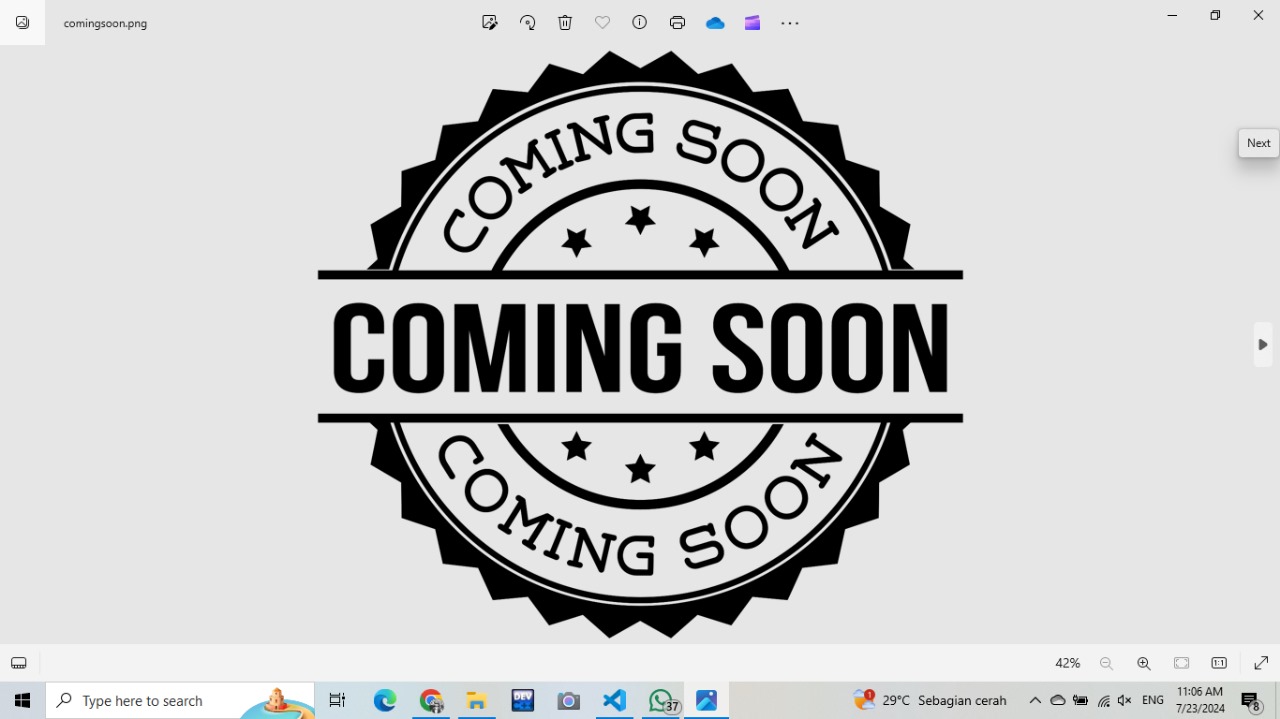 comingsoon.png
Next
COMING SOON
COMING SOON
COMING SOON
42%
Type here to search
DEV
37
1
29°C Sebagian cerah
ENG
11:06 AM
7/23/2024
8